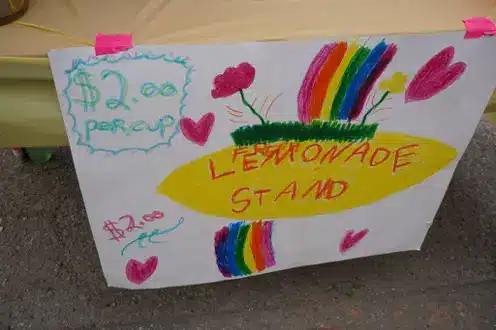 $2.00
per cup
LEMONADE
STAND
$2.00